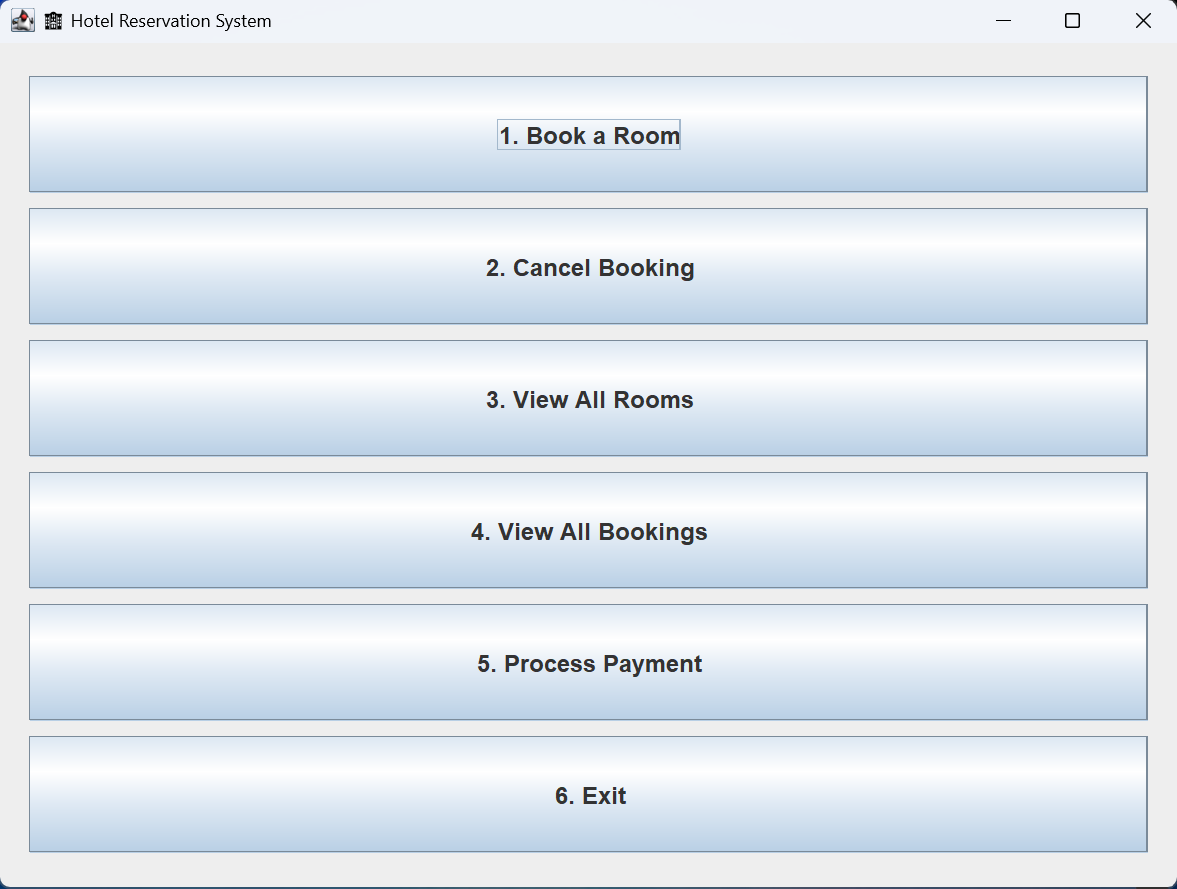 Hotel Reservation System
1. Book a Room
2. Cancel Booking
3. View All Rooms
4. View All Bookings
5. Process Payment
6. Exit